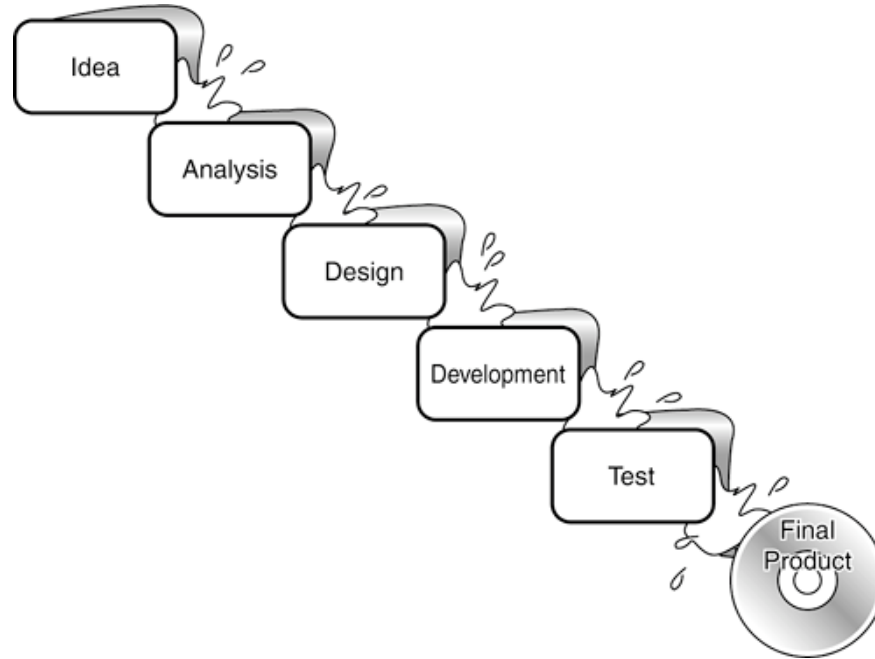 Idea
Analysis
Design
Development
Test
Final
Product